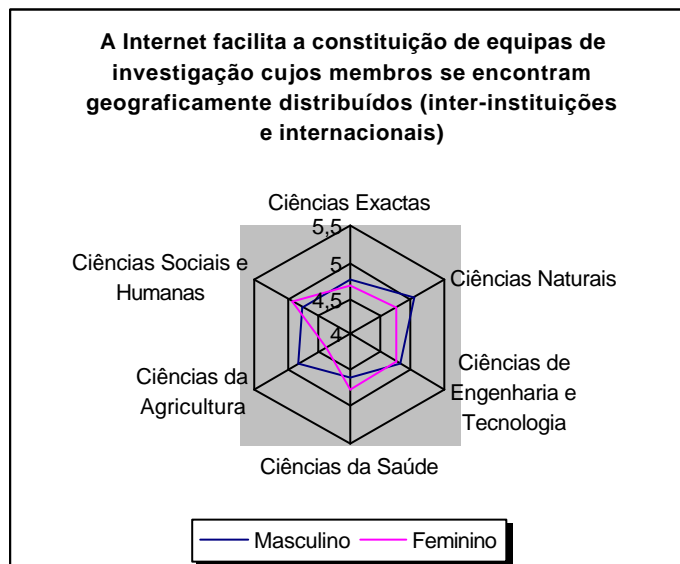 A Internet facilita a constituição de equipas de
investigação cujos membros se encontram
geograficamente distribuídos (inter-instituições
e internacionais)
Ciências Exactas
5,5
5
4,5
4
Ciências Naturais
Ciências de
Engenharia e
Tecnologia
Ciências da Saúde
Ciências da
Agricultura
Ciências Sociais e
Humanas
Masculino
Feminino